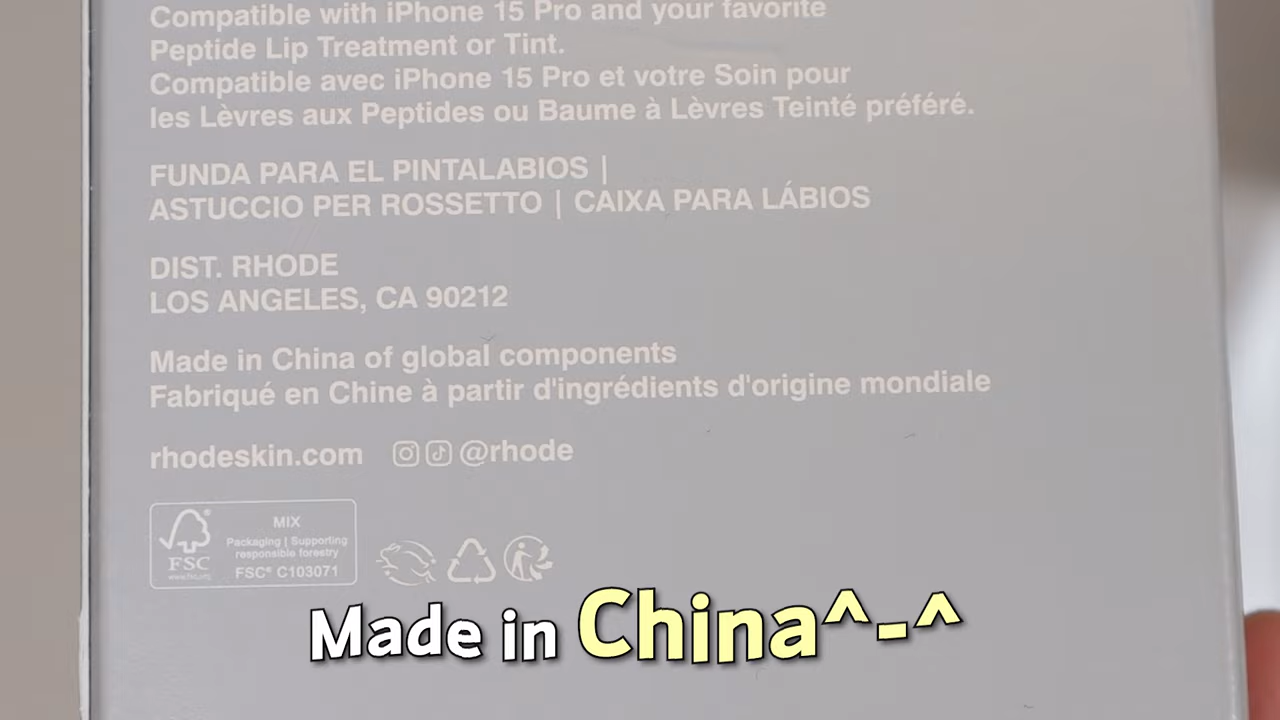 Compatible with iPhone 15 Pro and your favorite
Peptide Lip Treatment or Tint.
Compatible avec iPhone 15 Pro et votre Soin pour
les Lèvres aux Peptides ou Baume à Lèvres Teinté préféré.
FUNDA PARA EL PINTALABIOS |
ASTUCCIO PER ROSSETTO | CAIXA PARA LÁBIOS
DIST. RHODE
LOS ANGELES, CA 90212
Made in China of global components
Fabriqué en Chine à partir d'ingrédients d'origine mondiale
rhodeskin.com @rhode
FSC
www.fsc.org
MIX
Packaging | Supporting
responsible forestry
FSC® C103071
Made in China^-^